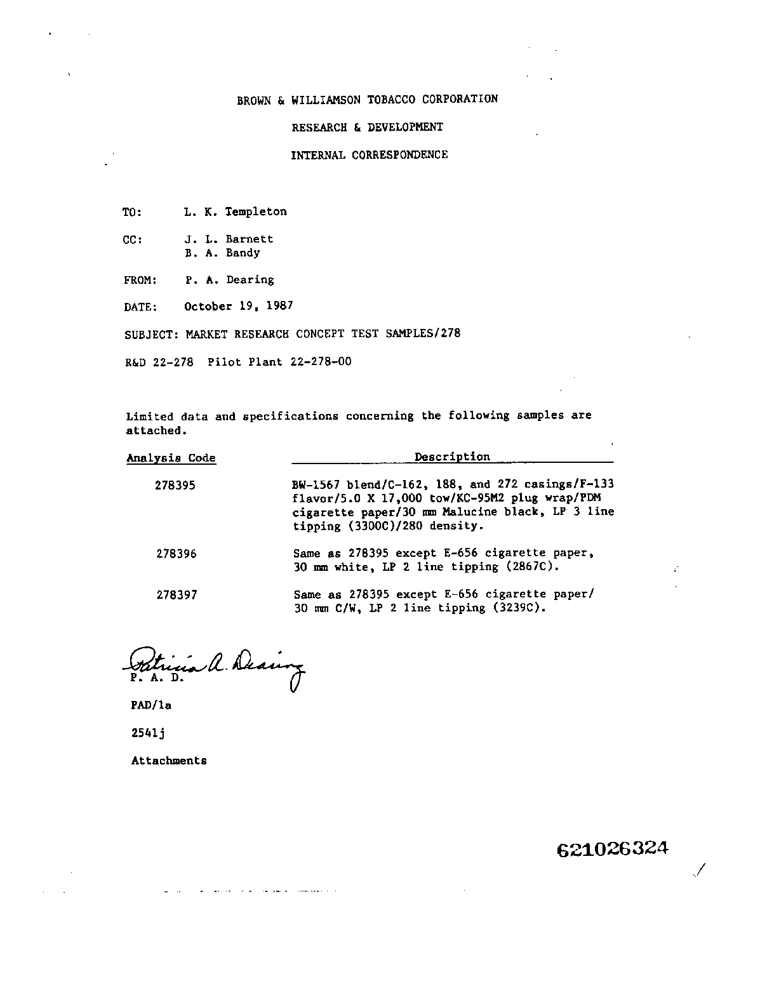 BROWN & WILLIAMSON TOBACCO CORPORATION
RESEARCH & DEVELOPMENT
INTERNAL CORRESPONDENCE
TO: L. K. Templeton
CC: J. L. Barnett
B. A. Bandy
FROM: P. A. Dearing
DATE: October 19, 1987
SUBJECT: MARKET RESEARCH CONCEPT TEST SAMPLES/278
R&D 22-278 Pilot Plant 22-278-00
Limited data and specifications concerning the following samples are
attached.
Analysis Code Description
278395 BW-1567 blend/C-162, 188, and 272 casings/F-133
flavor/5.0 X 17,000 tow/KC-95M2 plug wrap/PDM
cigarette paper/30 mm Malucine black, LP 3 line
tipping (3300C)/280 density.
278396 Same as 278395 except E-656 cigarette paper,
30 mm white, LP 2 line tipping (2867C).
278397 Same as 278395 except E-656 cigarette paper/
30 mm C/W, LP 2 line tipping (3239C).
Patricia A. Dearing
P. A. D.
PAD/la
2541j
Attachments
621026324